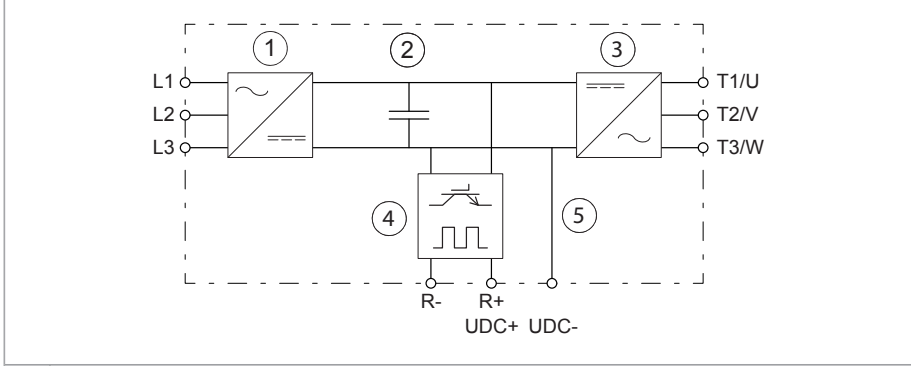 1 2 3
L1 T1/U
L2 T2/V
L3 T3/W
4 5
R- R+
UDC+ UDC-